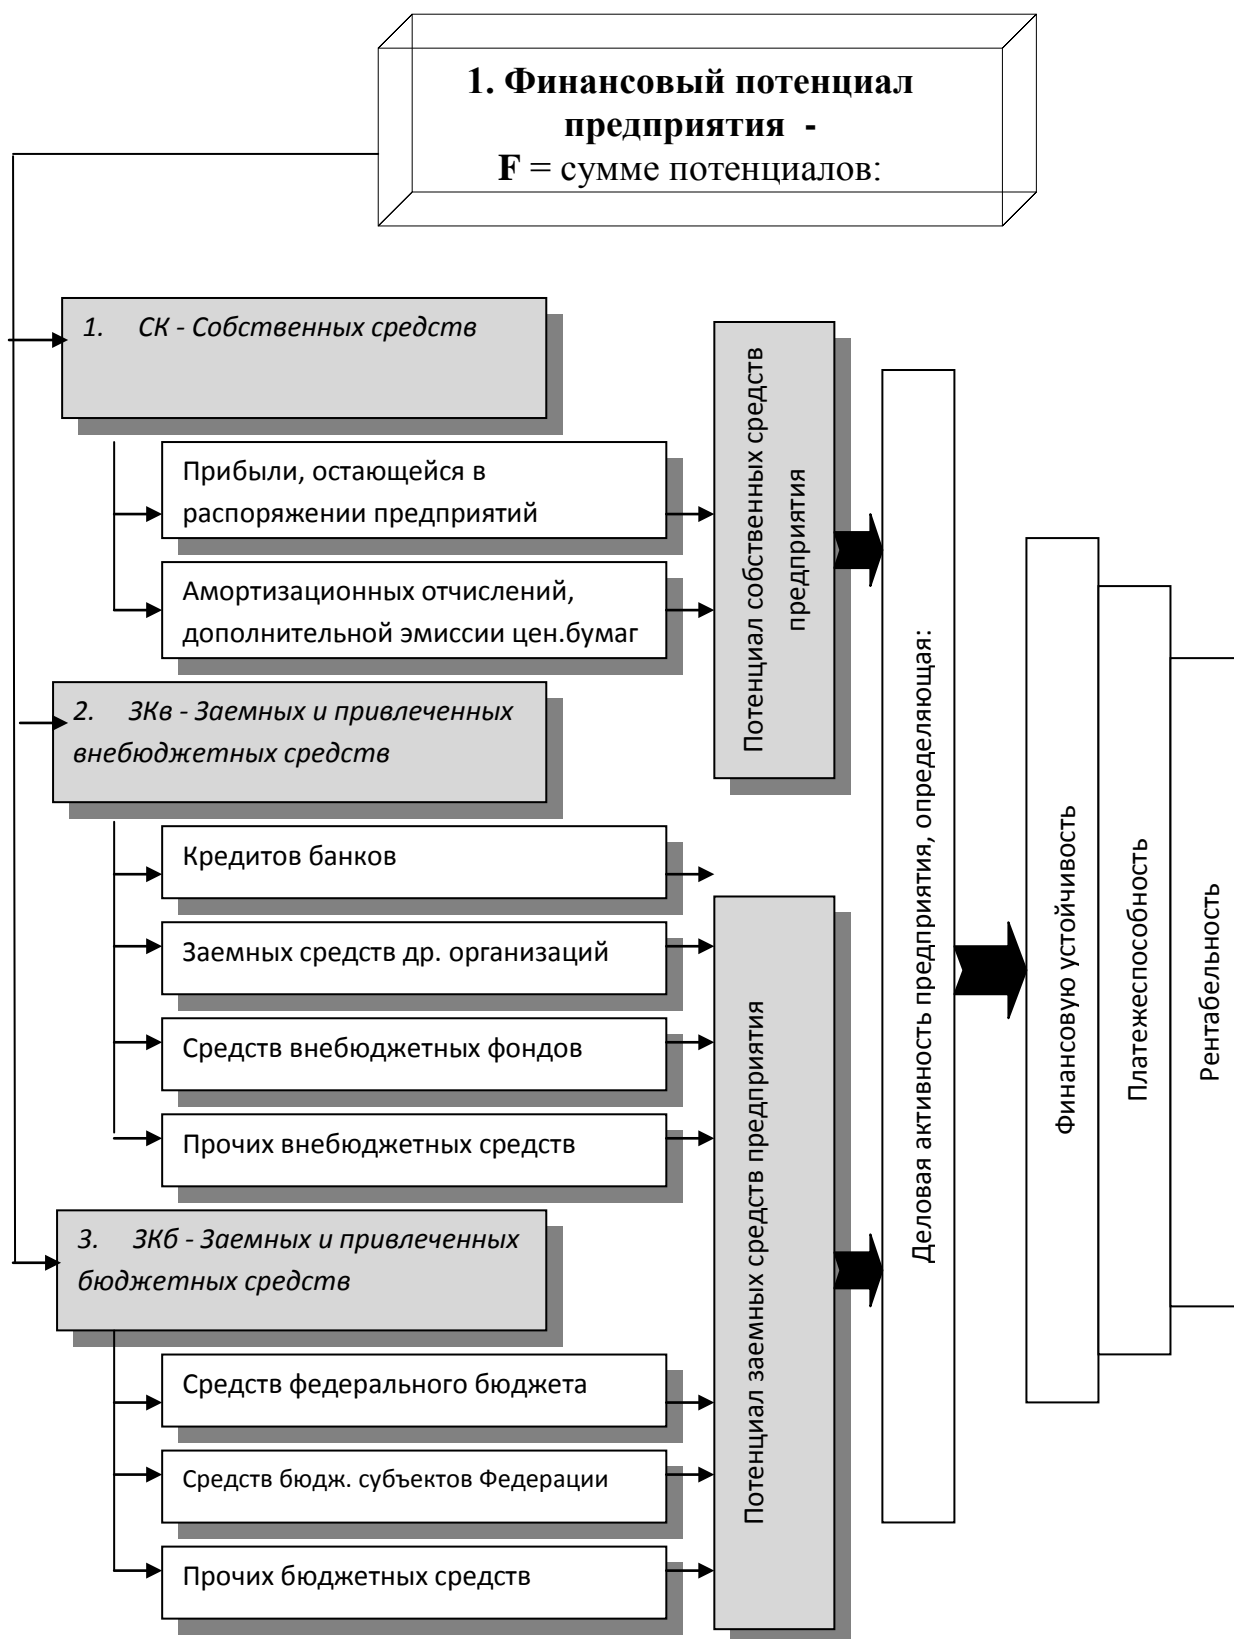 1. Финансовый потенциал
предприятия -
F = сумме потенциалов:
1. СК - Собственных средств
Прибыли, остающейся в
распоряжении предприятий
Амортизационных отчислений,
дополнительной эмиссии цен.бумаг
2. ЗКв - Заемных и привлеченных
внебюджетных средств
Кредитов банков
Заемных средств др. организаций
Средств внебюджетных фондов
Прочих внебюджетных средств
3. ЗКб - Заемных и привлеченных
бюджетных средств
Средств федерального бюджета
Средств бюдж. субъектов Федерации
Прочих бюджетных средств
Потенциал собственных средств
предприятия
Потенциал заемных средств предприятия
Деловая активность предприятия, определяющая:
Финансовую устойчивость
Платежеспособность
Рентабельность